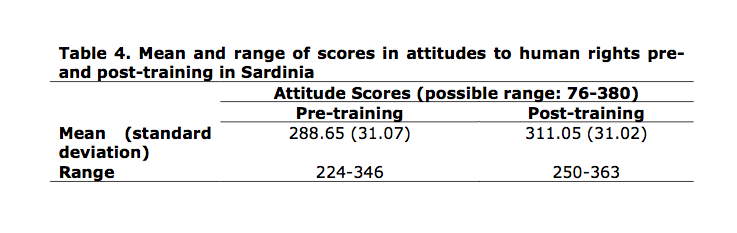 Table 4. Mean and range of scores in attitudes to human rights pre-
and post-training in Sardinia
Attitude Scores (possible range: 76-380)
Pre-training Post-training
Mean (standard 288.65 (31.07) 311.05 (31.02)
deviation)
Range 224-346 250-363